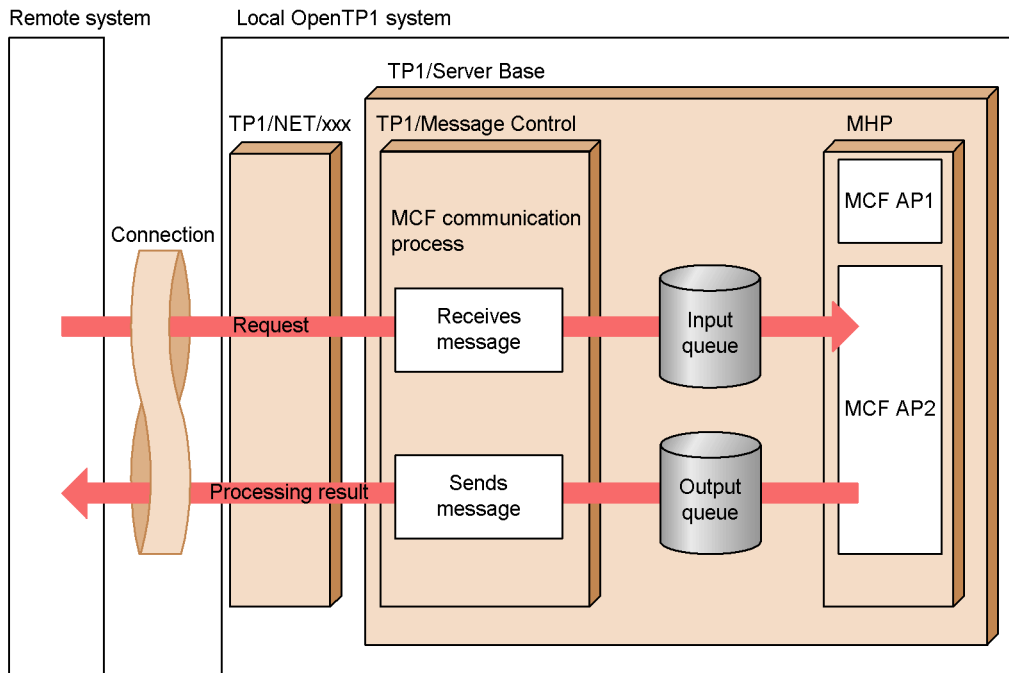 Remote system
Local OpenTP1 system
TP1/Server Base
TP1/NET/xxx
TP1/Message Control
MHP
MCF AP1
MCF communication
process
Connection
Request
Receives
message
Input
queue
MCF AP2
Processing result
Sends
message
Output
queue